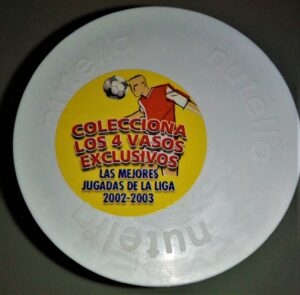 nutella
nutella
COLECCIONA
LOS 4 VASOS
EXCLUSIVOS
LAS MEJORES
JUGADAS DE LA LIGA
2002-2003
nutella
nutella